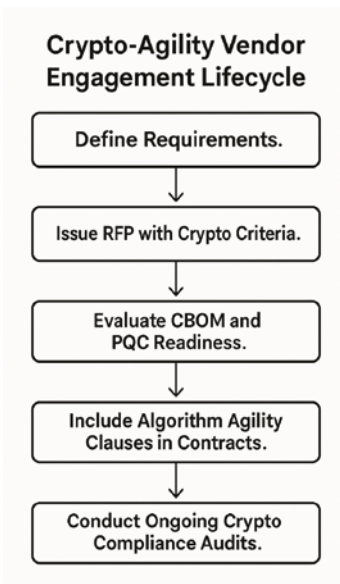 Crypto-Agility Vendor
Engagement Lifecycle
Define Requirements.
Issue RFP with Crypto Criteria.
Evaluate CBOM and
PQC Readiness.
Include Algorithm Agility
Clauses in Contracts.
Conduct Ongoing Crypto
Compliance Audits.